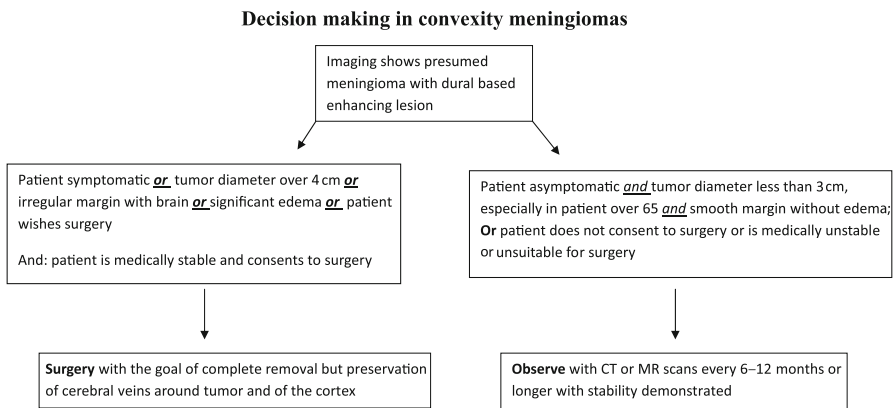 Decision making in convexity meningiomas
Imaging shows presumed
meningioma with dural based
enhancing lesion
Patient symptomatic or tumor diameter over 4 cm or
irregular margin with brain or significant edema or patient
wishes surgery
And: patient is medically stable and consents to surgery
Patient asymptomatic and tumor diameter less than 3 cm,
especially in patient over 65 and smooth margin without edema;
Or patient does not consent to surgery or is medically unstable
or unsuitable for surgery
Surgery with the goal of complete removal but preservation
of cerebral veins around tumor and of the cortex
Observe with CT or MR scans every 6–12 months or
longer with stability demonstrated